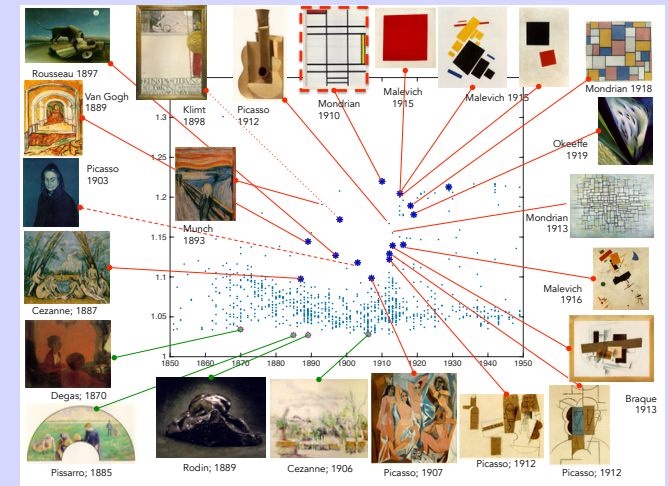 Rousseau 1897
Van Gogh
1889
Klimt
1898
Picasso
1912
Mondrian
1910
Malevich
1915
Malevich 1915
Mondrian 1918
Okeeffe
1919
Picasso
1903
Munch
1893
Mondrian
1913
Cezanne; 1887
Malevich
1916
Degas; 1870
Braque
1913
Pissarro; 1885
Rodin; 1889
Cezanne; 1906
Picasso; 1907
Picasso; 1912
Picasso; 1912
1.3
1.25
1.2
1.15
1.1
1.05
1
1850
1860
1870
1880
1890
1900
1910
1920
1930
1940
1950